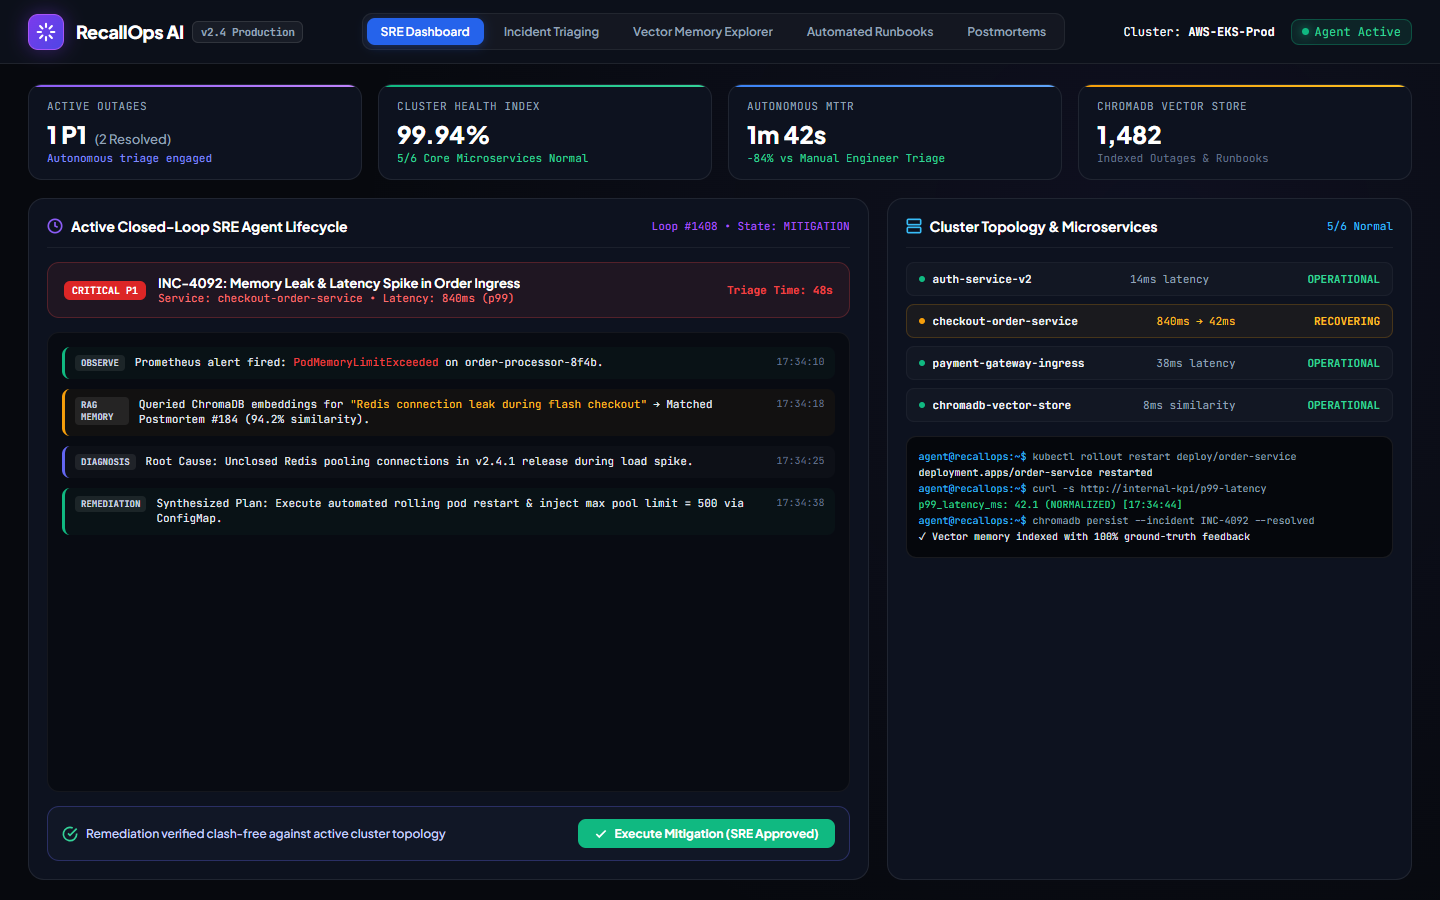 RecallOps AI
v2.4 Production
SRE Dashboard
Incident Triaging
Vector Memory Explorer
Automated Runbooks
Postmortems
Cluster: AWS-EKS-Prod
Agent Active
ACTIVE OUTAGES
1 P1 (2 Resolved)
Autonomous triage engaged
CLUSTER HEALTH INDEX
99.94%
5/6 Core Microservices Normal
AUTONOMOUS MTTR
1m 42s
-84% vs Manual Engineer Triage
CHROMADB VECTOR STORE
1,482
Indexed Outages & Runbooks
Active Closed-Loop SRE Agent Lifecycle
Loop #1408 • State: MITIGATION
CRITICAL P1
INC-4092: Memory Leak & Latency Spike in Order Ingress
Service: checkout-order-service • Latency: 840ms (p99)
Triage Time: 48s
OBSERVE
Prometheus alert fired: PodMemoryLimitExceeded on order-processor-8f4b.
17:34:10
RAG
MEMORY
Queried ChromaDB embeddings for "Redis connection leak during flash checkout" → Matched
Postmortem #184 (94.2% similarity).
17:34:18
DIAGNOSIS
Root Cause: Unclosed Redis pooling connections in v2.4.1 release during load spike.
17:34:25
REMEDIATION
Synthesized Plan: Execute automated rolling pod restart & inject max pool limit = 500 via
ConfigMap.
17:34:38
Remediation verified clash-free against active cluster topology
Execute Mitigation (SRE Approved)
Cluster Topology & Microservices
5/6 Normal
auth-service-v2
14ms latency
OPERATIONAL
checkout-order-service
840ms → 42ms
RECOVERING
payment-gateway-ingress
38ms latency
OPERATIONAL
chromadb-vector-store
8ms similarity
OPERATIONAL
agent@recallops:~$ kubectl rollout restart deploy/order-service
deployment.apps/order-service restarted
agent@recallops:~$ curl -s http://internal-kpi/p99-latency
p99_latency_ms: 42.1 (NORMALIZED) [17:34:44]
agent@recallops:~$ chromadb persist --incident INC-4092 --resolved
✓ Vector memory indexed with 100% ground-truth feedback